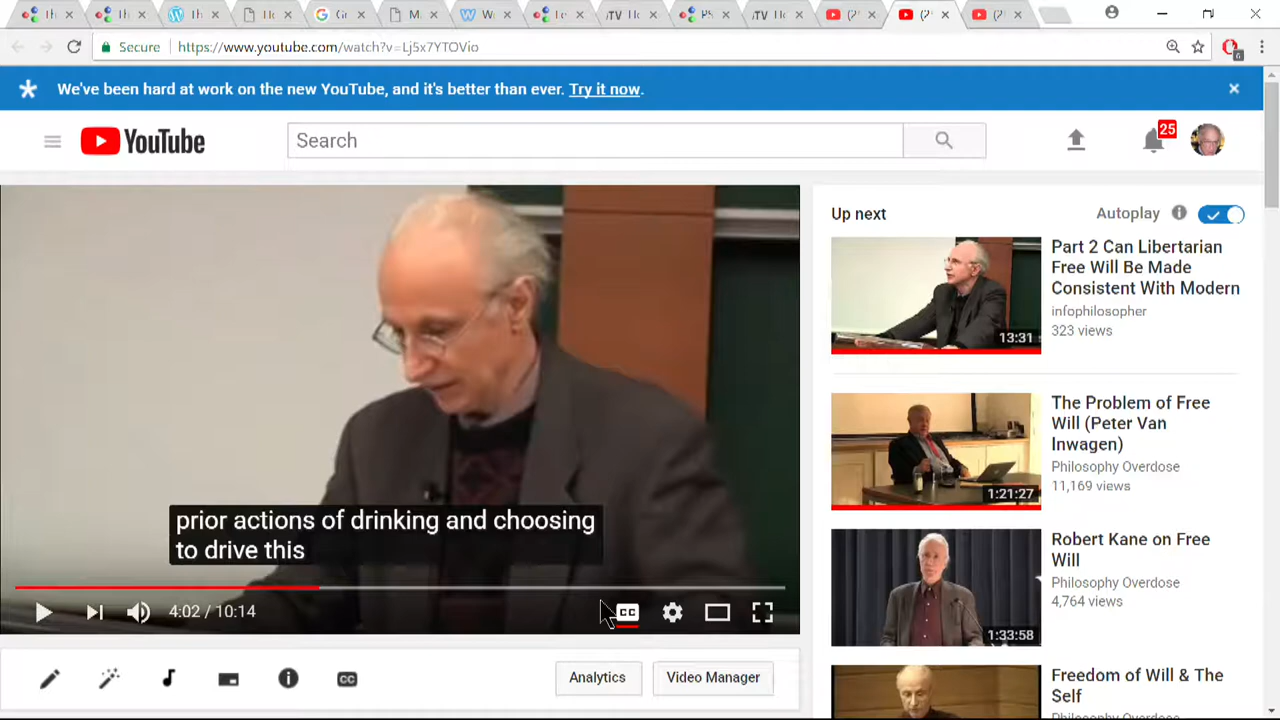 Secure
https://www.youtube.com/watch?v=Lj5x7YTOVio
We've been hard at work on the new YouTube, and it's better than ever. Try it now.
YouTube
Search
25
prior actions of drinking and choosing
to drive this
4:02 / 10:14
CC
CC
Analytics
Video Manager
Up next
Autoplay
Part 2 Can Libertarian
Free Will Be Made
Consistent With Modern
infophilosopher
323 views
13:31
The Problem of Free
Will (Peter Van
Inwagen)
Philosophy Overdose
11,169 views
1:21:27
Robert Kane on Free
Will
Philosophy Overdose
4,764 views
1:33:58
Freedom of Will & The
Self